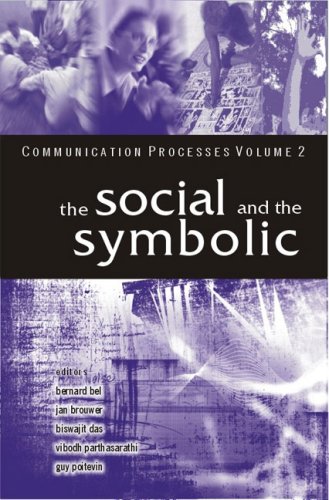 COMMUNICATION PROCESSES VOLUME 2
the social and the
symbolic
editors
bernard bel
jan brouwer
biswajit das
vibodh parthasarathi
guy poitevin